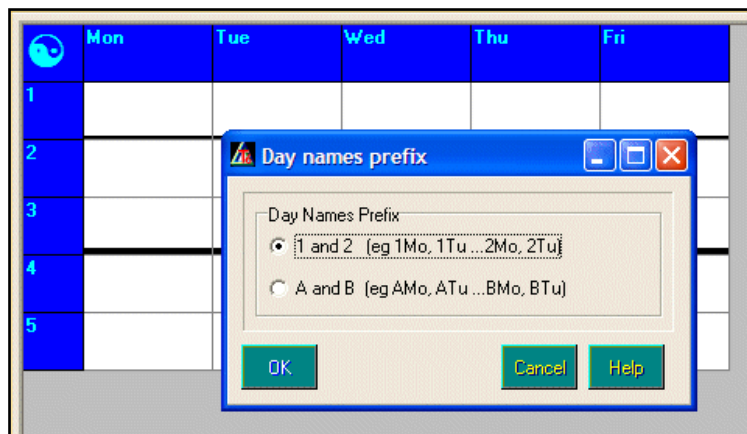 Mon Tue Wed Thu Fri
1
2
Day names prefix
3
Day Names Prefix
1 and 2 (eg 1Mo, 1Tu ...2Mo, 2Tu)
4
A and B (eg AMo, ATu ...BMo, BTu)
5
OK Cancel Help